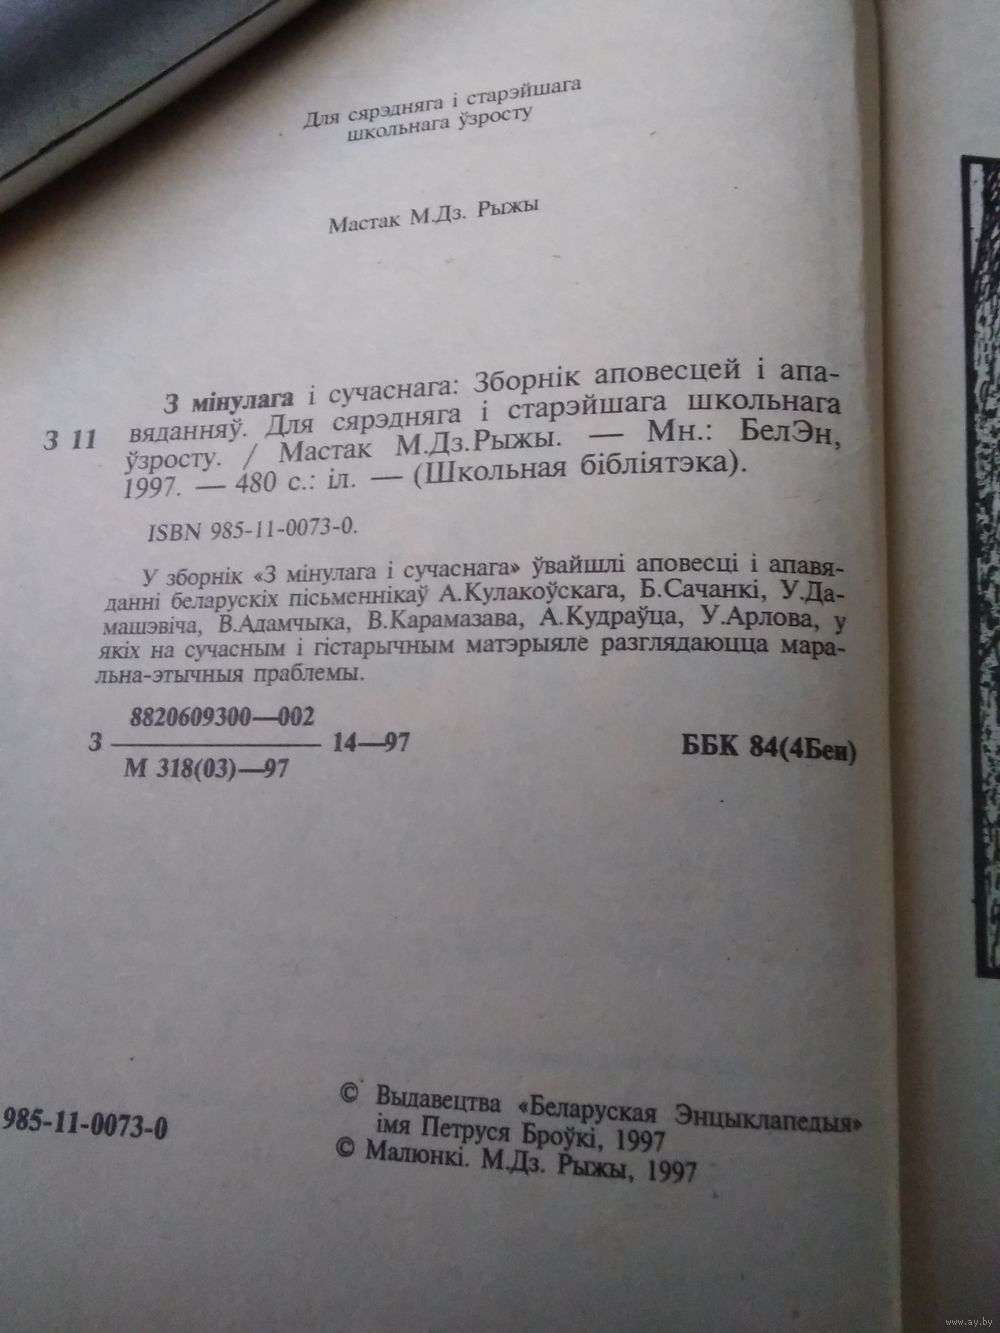 Для сярэдняга і старэйшага
школьнага ўзросту
Мастак М.Дз. Рыжы
З мінулага і сучаснага: Зборнік аповесцей і апа-
З 11 вяданняў. Для сярэдняга і старэйшага школьнага
ўзросту. / Мастак М.Дз.Рыжы. — Мн.: БелЭн,
1997. — 480 с.: іл. — (Школьная бібліятэка).
ISBN 985-11-0073-0.
У зборнік «З мінулага і сучаснага» ўвайшлі аповесці і апавя-
данні беларускіх пісьменнікаў А.Кулакоўскага, Б.Сачанкі, У.Да-
машэвіча, В.Адамчыка, В.Карамазава, А.Кудраўца, У.Арлова, у
якіх на сучасным і гістарычным матэрыяле разглядаюцца мара-
льна-этычныя праблемы.
8820609300—002
З ——— 14—97
М 318(03)—97
ББК 84(4Беи)
© Выдавецтва «Беларуская Энцыклапедыя»
імя Петруся Броўкі, 1997
985-11-0073-0
© Малюнкі. М.Дз. Рыжы, 1997
www.ay.by